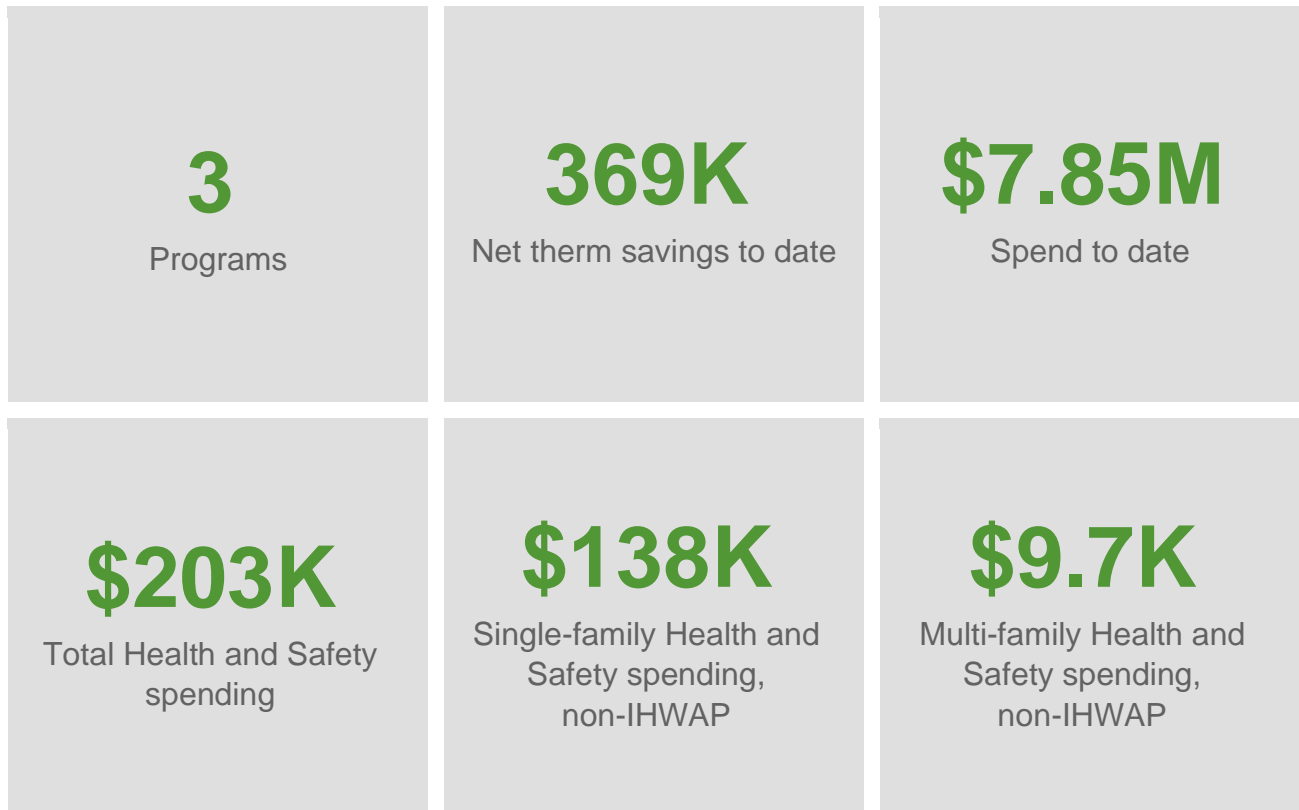 3
Programs
369K
Net therm savings to date
$7.85M
Spend to date
$203K
Total Health and Safety
spending
$138K
Single-family Health and
Safety spending,
non-IHWAP
$9.7K
Multi-family Health and
Safety spending,
non-IHWAP